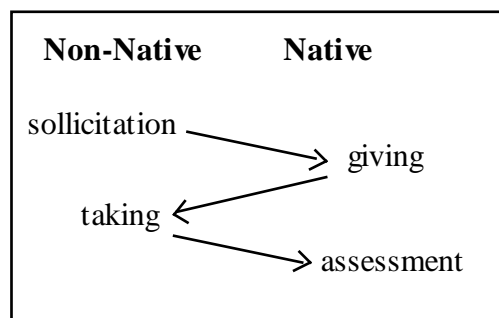 Non-Native Native
sollicitation
giving
taking
assessment